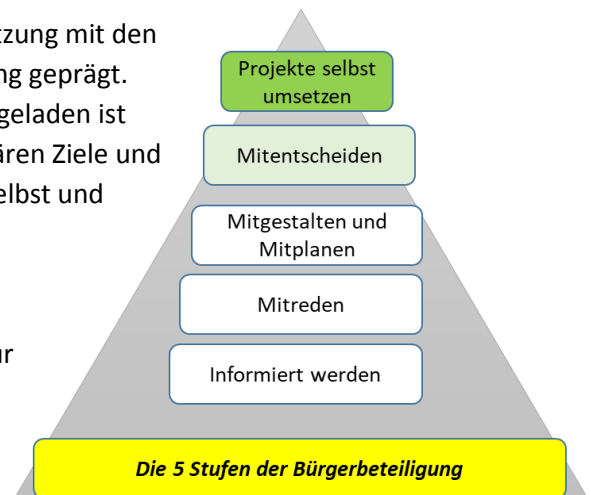 tzung mit den
ng geprägt.
geladen ist
ären Ziele und
elbst und
ur
Projekte selbst
umsetzen
Mitentscheiden
Mitgestalten und
Mitplanen
Mitreden
Informiert werden
Die 5 Stufen der Bürgerbeteiligung